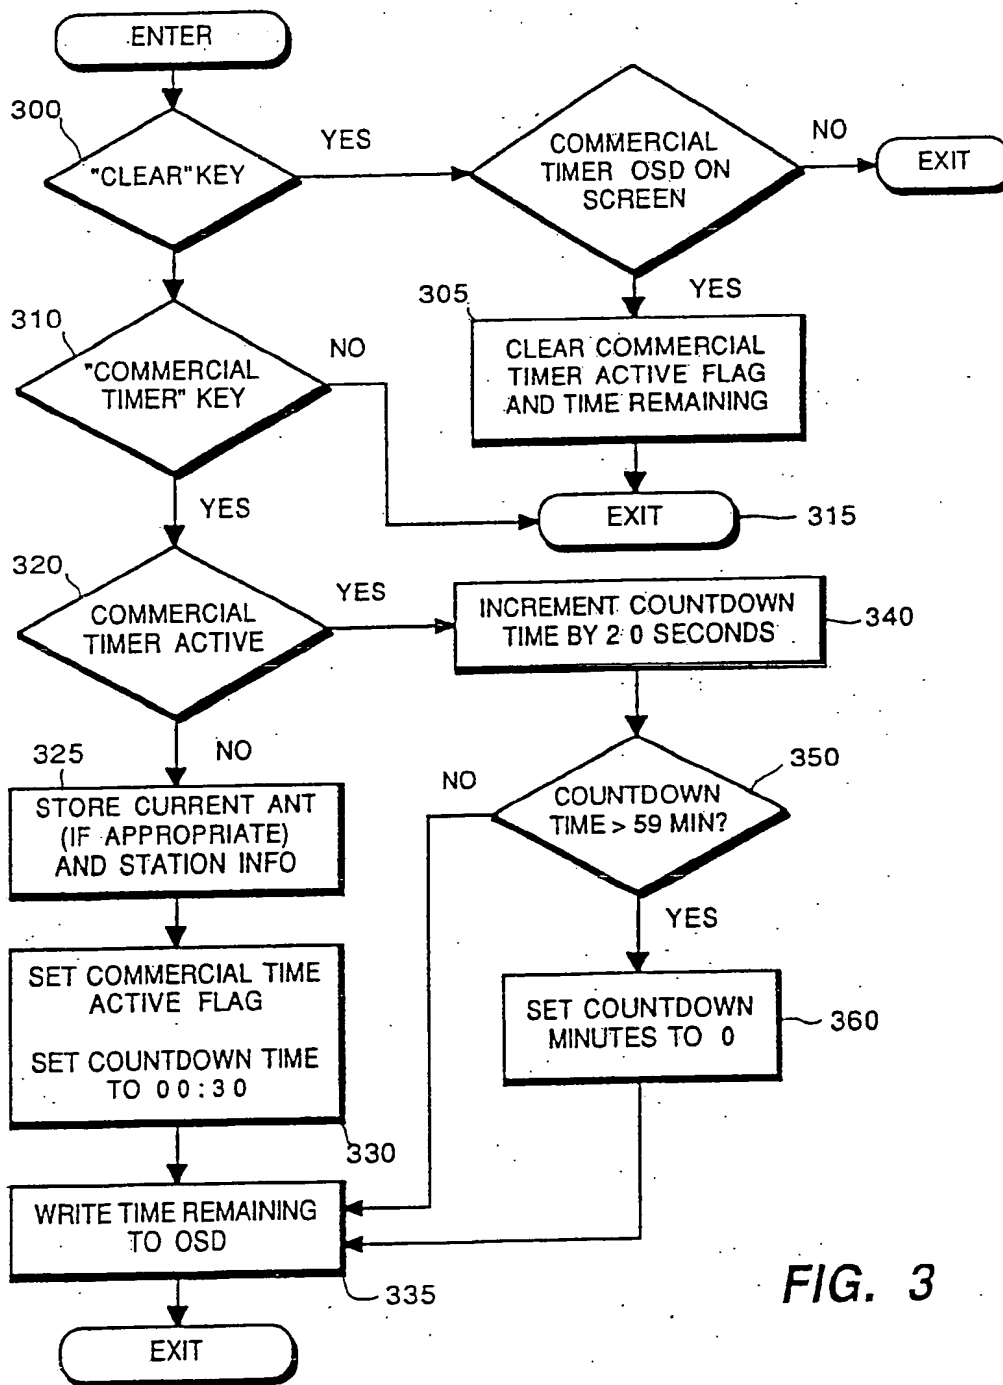 ENTER
300
"CLEAR" KEY
YES
COMMERCIAL
TIMER OSD ON
SCREEN
NO
EXIT
310
"COMMERCIAL
TIMER" KEY
NO
YES
305
CLEAR COMMERCIAL
TIMER ACTIVE FLAG
AND TIME REMAINING
EXIT
315
YES
320
COMMERCIAL
TIMER ACTIVE
YES
INCREMENT COUNTDOWN
TIME BY 20 SECONDS
340
NO
325
STORE CURRENT ANT
(IF APPROPRIATE)
AND STATION INFO
NO
COUNTDOWN
TIME > 59 MIN?
350
YES
SET COMMERCIAL TIME
ACTIVE FLAG
SET COUNTDOWN TIME
TO 00:30
330
SET COUNTDOWN
MINUTES TO 0
360
WRITE TIME REMAINING
TO OSD
335
EXIT
FIG. 3